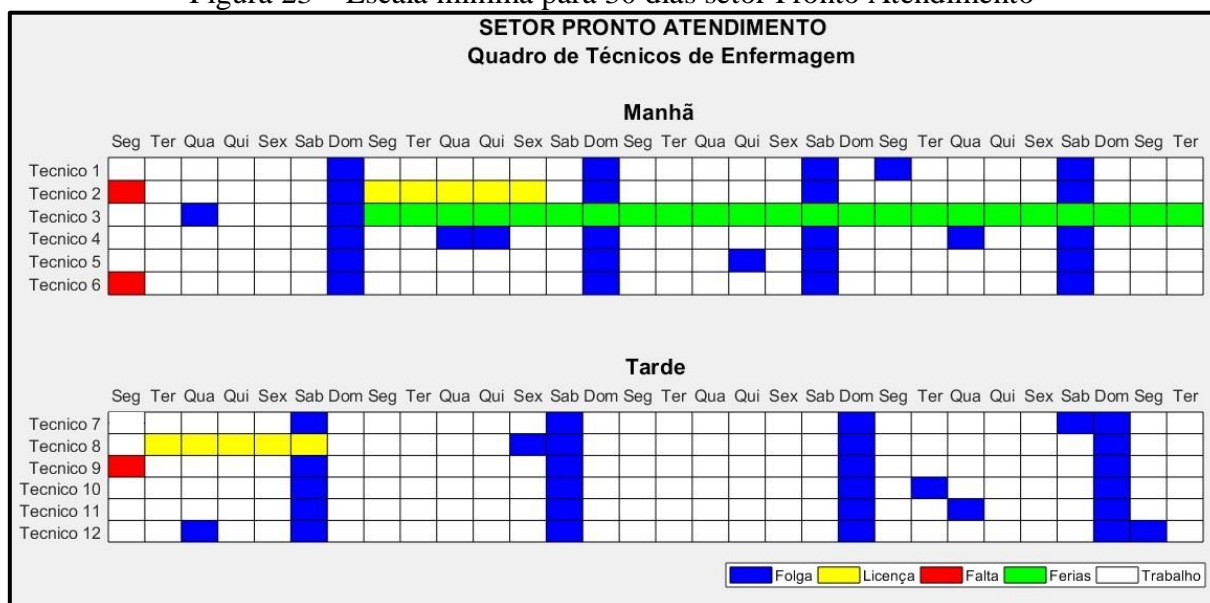 Figura 23 – Escala mínima para 30 dias setor Pronto Atendimento
SETOR PRONTO ATENDIMENTO
Quadro de Técnicos de Enfermagem
Manhã
Seg Ter Qua Qui Sex Sab Dom Seg Ter Qua Qui Sex Sab Dom Seg Ter Qua Qui Sex Sab Dom Seg Ter Qua Qui Sex Sab Dom Seg Ter
Tecnico 1
Tecnico 2
Tecnico 3
Tecnico 4
Tecnico 5
Tecnico 6
Tarde
Seg Ter Qua Qui Sex Sab Dom Seg Ter Qua Qui Sex Sab Dom Seg Ter Qua Qui Sex Sab Dom Seg Ter Qua Qui Sex Sab Dom Seg Ter
Tecnico 7
Tecnico 8
Tecnico 9
Tecnico 10
Tecnico 11
Tecnico 12
Folga Licença Falta Ferias Trabalho